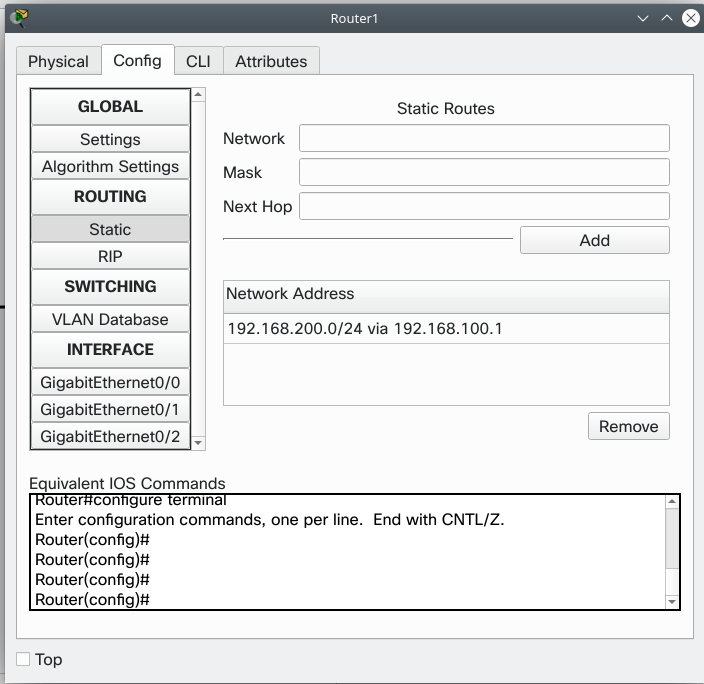 Router1
Physical
Config
CLI
Attributes
GLOBAL
Settings
Algorithm Settings
ROUTING
Static
RIP
SWITCHING
VLAN Database
INTERFACE
GigabitEthernet0/0
GigabitEthernet0/1
GigabitEthernet0/2
Static Routes
Network
Mask
Next Hop
Add
Network Address
192.168.200.0/24 via 192.168.100.1
Remove
Equivalent IOS Commands
Router#configure terminal
Enter configuration commands, one per line.  End with CNTL/Z.
Router(config)#
Router(config)#
Router(config)#
Router(config)#
Top